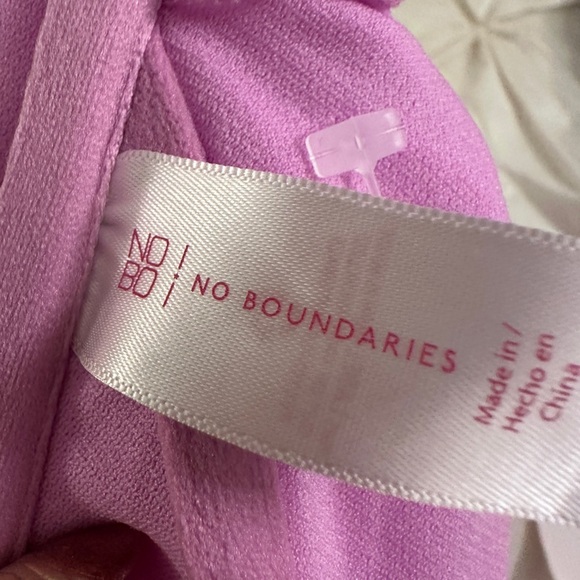 NO
BO
NO BOUNDARIES
Made in /
Hecho en
China